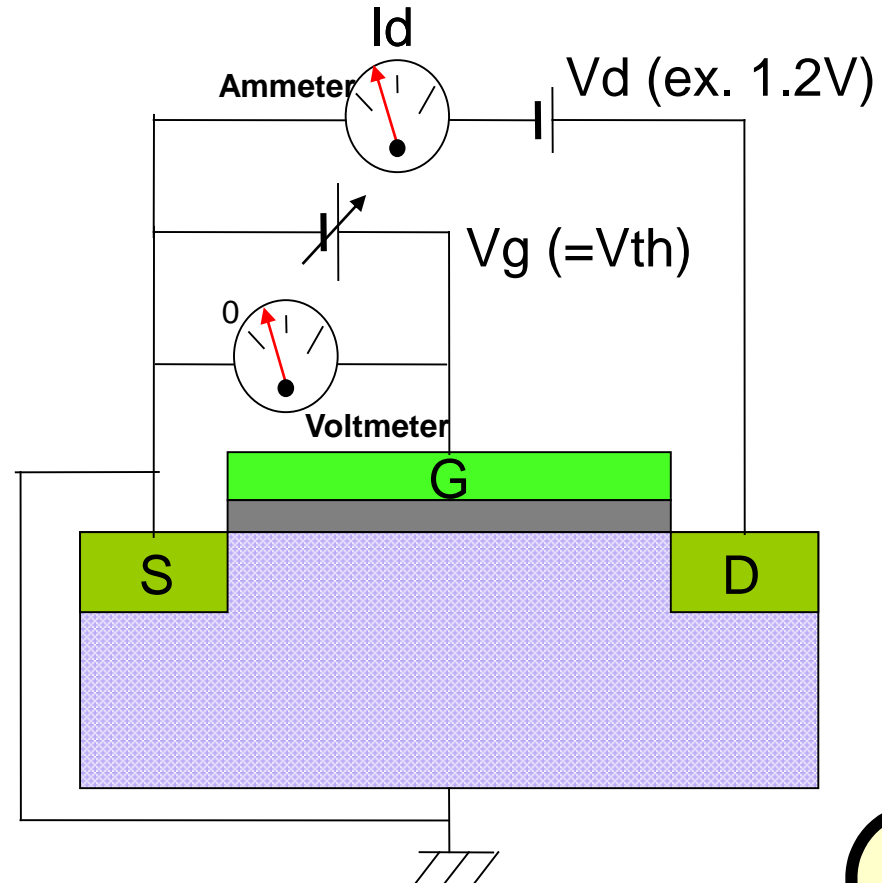 Id
Ammeter
Vd (ex. 1.2V)
Vg (=Vth)
0
Voltmeter
G
S
D